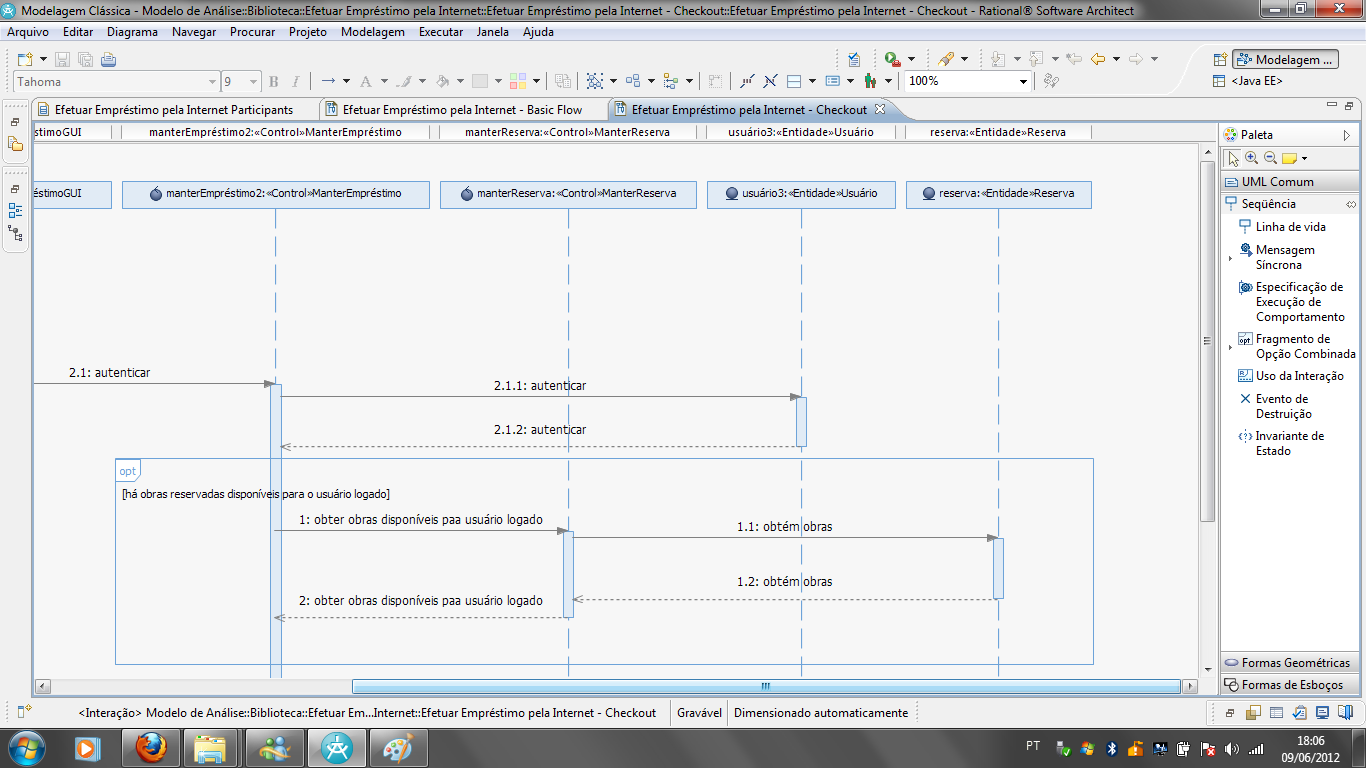 Modelagem Clássica - Modelo de Análise::Biblioteca::Efetuar Empréstimo pela Internet::Efetuar Empréstimo pela Internet - Checkout::Efetuar Empréstimo pela Internet - Checkout - Rational® Software Architect
Arquivo Editar Diagrama Navegar Procurar Projeto Modelagem Executar Janela Ajuda
Modelagem ...
Tahoma 9 B I A 100% <Java EE>
Efetuar Empréstimo pela Internet Participants Efetuar Empréstimo pela Internet - Basic Flow Efetuar Empréstimo pela Internet - Checkout
éstimoGUI manterEmpréstimo2:«Control»ManterEmpréstimo manterReserva:«Control»ManterReserva usuário3:«Entidade»Usuário reserva:«Entidade»Reserva
éstimoGUI manterEmpréstimo2:«Control»ManterEmpréstimo manterReserva:«Control»ManterReserva usuário3:«Entidade»Usuário reserva:«Entidade»Reserva
2.1: autenticar
2.1.1: autenticar
2.1.2: autenticar
opt
[há obras reservadas disponíveis para o usuário logado]
1: obter obras disponíveis paa usuário logado
1.1: obtém obras
1.2: obtém obras
2: obter obras disponíveis paa usuário logado
Paleta
UML Comum
Seqüência
Linha de vida
Mensagem
Síncrona
Especificação de
Execução de
Comportamento
opt
Fragmento de
Opção Combinada
Uso da Interação
Evento de
Destruição
Invariante de
Estado
Formas Geométricas
Formas de Esboços
<Interação> Modelo de Análise::Biblioteca::Efetuar Em...Internet::Efetuar Empréstimo pela Internet - Checkout Gravável Dimensionado automaticamente
PT
18:06
09/06/2012